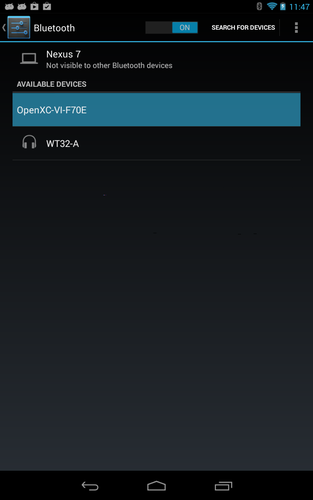 11:47
Bluetooth
ON
SEARCH FOR DEVICES
Nexus 7
Not visible to other Bluetooth devices
AVAILABLE DEVICES
OpenXC-VI-F70E
WT32-A